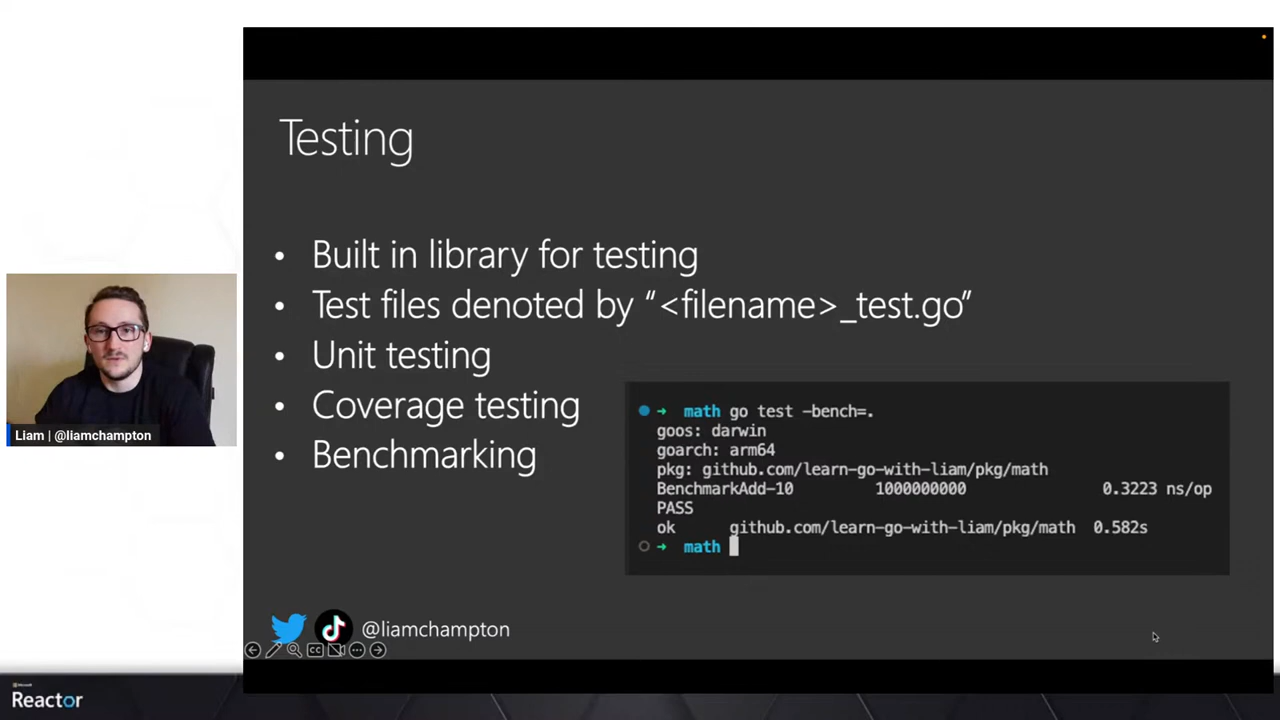 Testing
• Built in library for testing
• Test files denoted by “<filename>_test.go”
• Unit testing
• Coverage testing
• Benchmarking
➜ math go test -bench=.
goos: darwin
goarch: arm64
pkg: github.com/learn-go-with-liam/pkg/math
BenchmarkAdd-10 1000000000 0.3223 ns/op
PASS
ok github.com/learn-go-with-liam/pkg/math 0.582s
➜ math
Liam | @liamchampton
@liamchampton
CC
Microsoft
Reactor